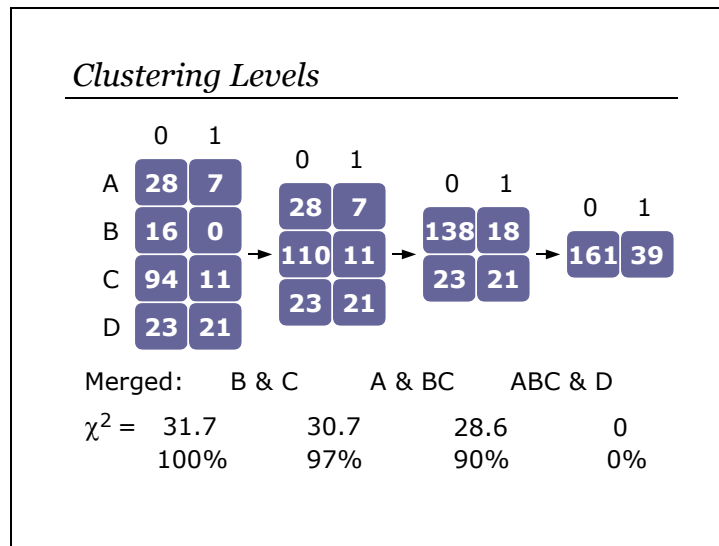 Clustering Levels
0 1
A 28 7
B 16 0
C 94 11
D 23 21
0 1
28 7
110 11
23 21
0 1
138 18
23 21
0 1
161 39
Merged: B & C A & BC ABC & D
χ² = 31.7 30.7 28.6 0
100% 97% 90% 0%